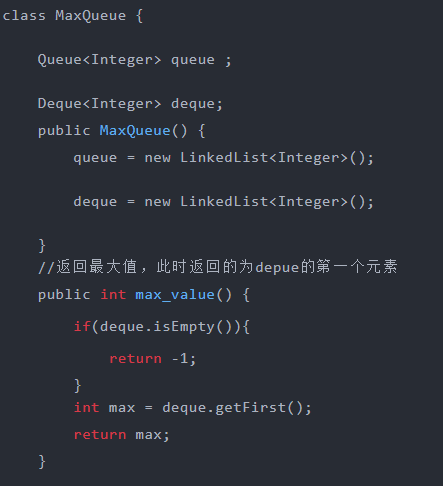 class MaxQueue {
Queue<Integer> queue ;
Deque<Integer> deque;
public MaxQueue() {
queue = new LinkedList<Integer>();
deque = new LinkedList<Integer>();
}
//返回最大值，此时返回的为depue的第一个元素
public int max_value() {
if(deque.isEmpty()){
return -1;
}
int max = deque.getFirst();
return max;
}